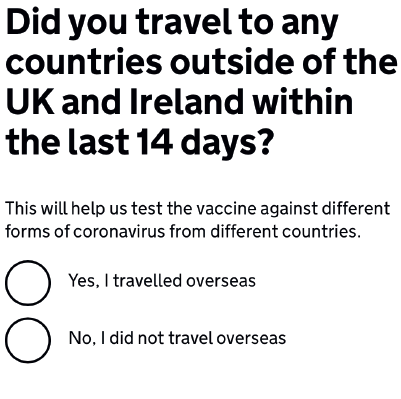 Did you travel to any
countries outside of the
UK and Ireland within
the last 14 days?
This will help us test the vaccine against different
forms of coronavirus from different countries.
Yes, I travelled overseas
No, I did not travel overseas